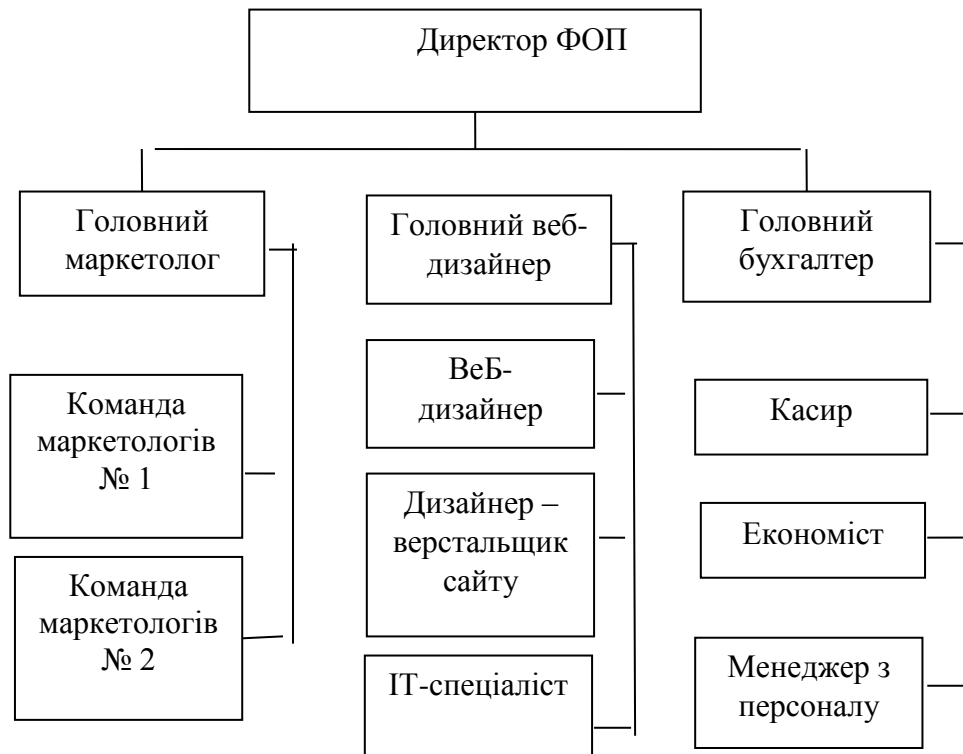 Директор ФОП
Головний
маркетолог
Головний веб-
дизайнер
Головний
бухгалтер
Команда
маркетологів
№ 1
ВеБ-
дизайнер
Касир
Дизайнер –
верстальщик
сайту
Економіст
Команда
маркетологів
№ 2
ІТ-спеціаліст
Менеджер з
персоналу